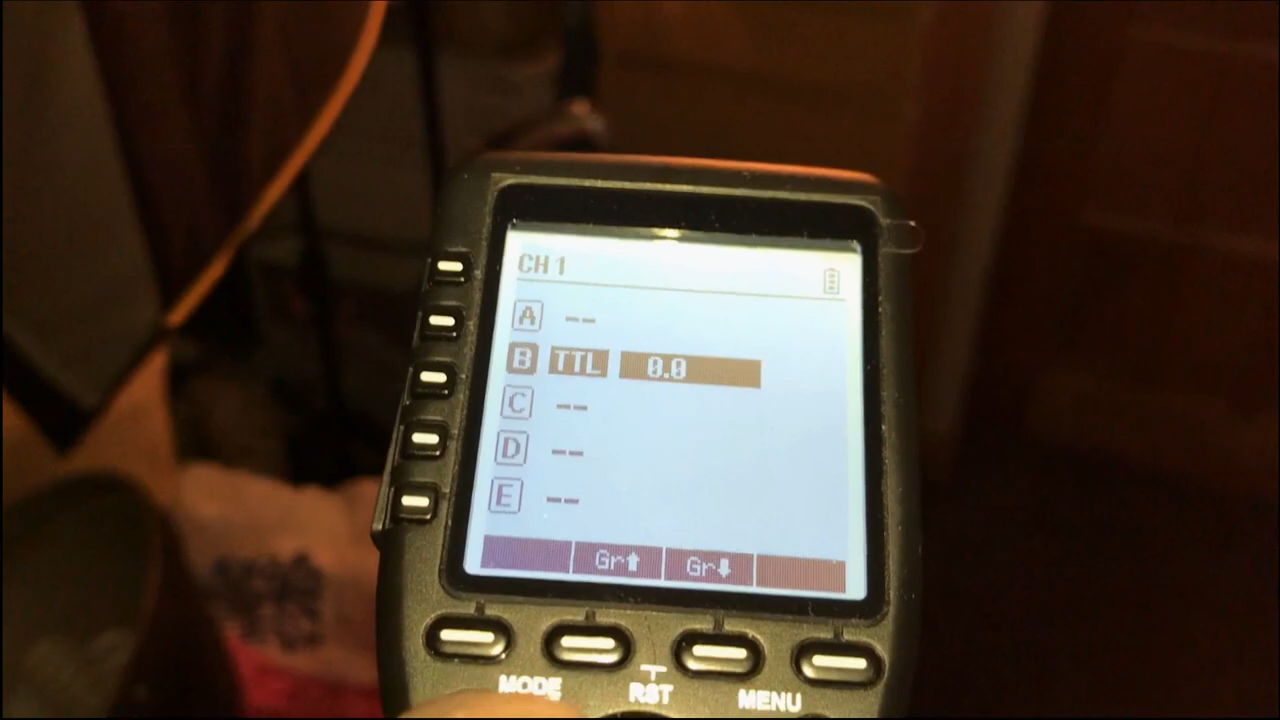 CH 1
A --
B TTL 0.0
C --
D --
E --
Gr⬆ Gr⬇
MODE RST MENU